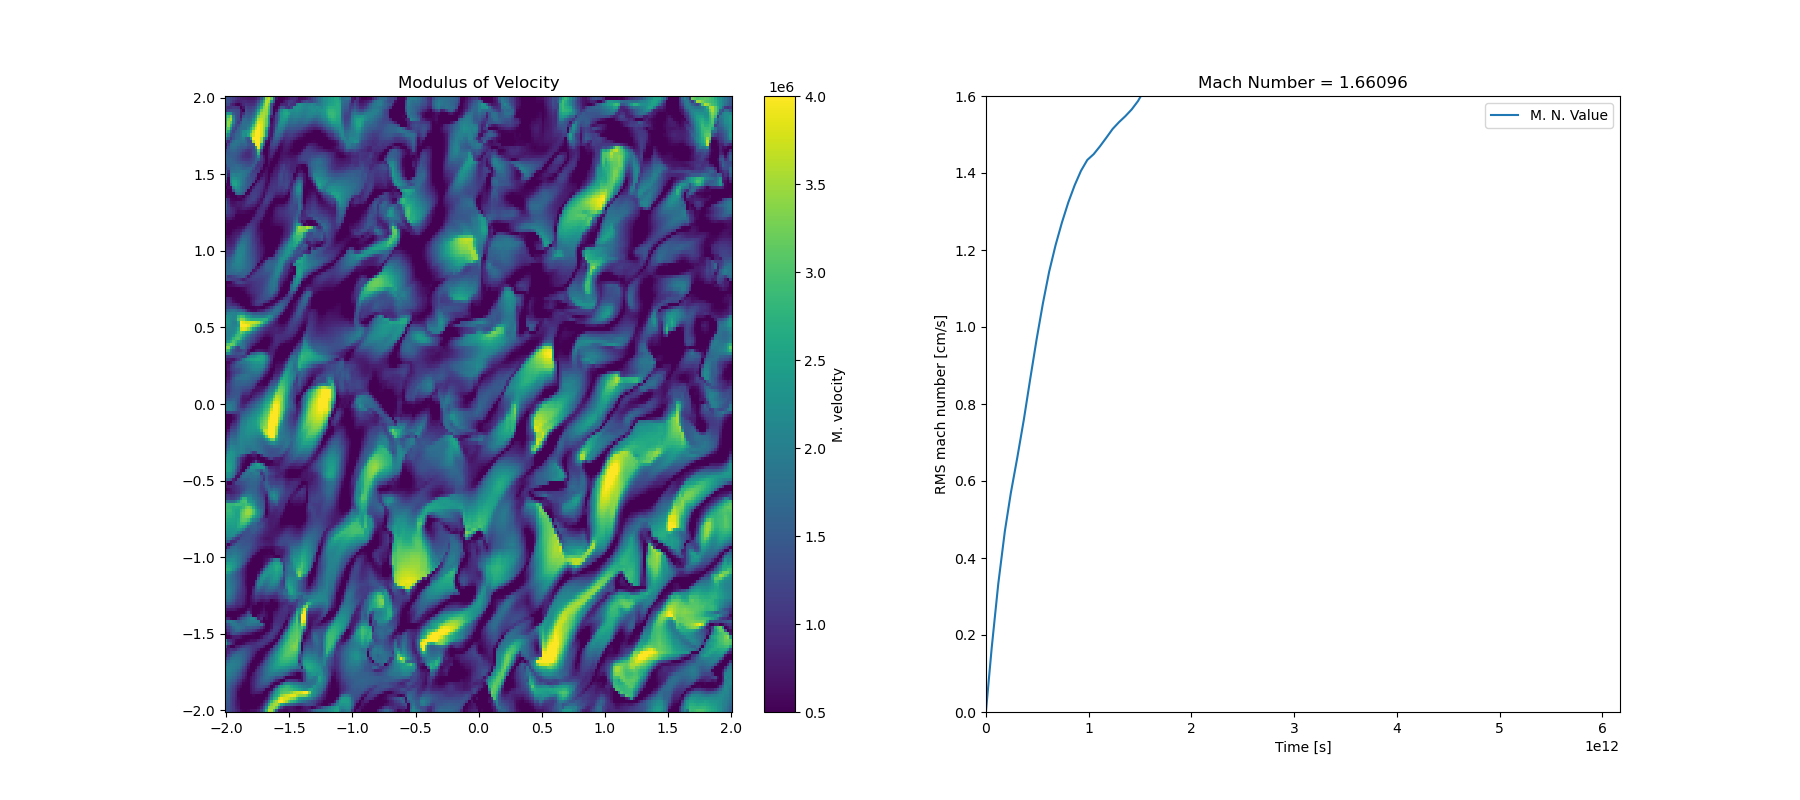 Modulus of Velocity
1e6
2.0
1.5
1.0
0.5
0.0
−0.5
−1.0
−1.5
−2.0
−2.0 −1.5 −1.0 −0.5 0.0 0.5 1.0 1.5 2.0
4.0
3.5
3.0
2.5
2.0
1.5
1.0
0.5
M. velocity
Mach Number = 1.66096
M. N. Value
1.6
1.4
1.2
1.0
0.8
0.6
0.4
0.2
0.0
RMS mach number [cm/s]
0 1 2 3 4 5 6
Time [s]
1e12